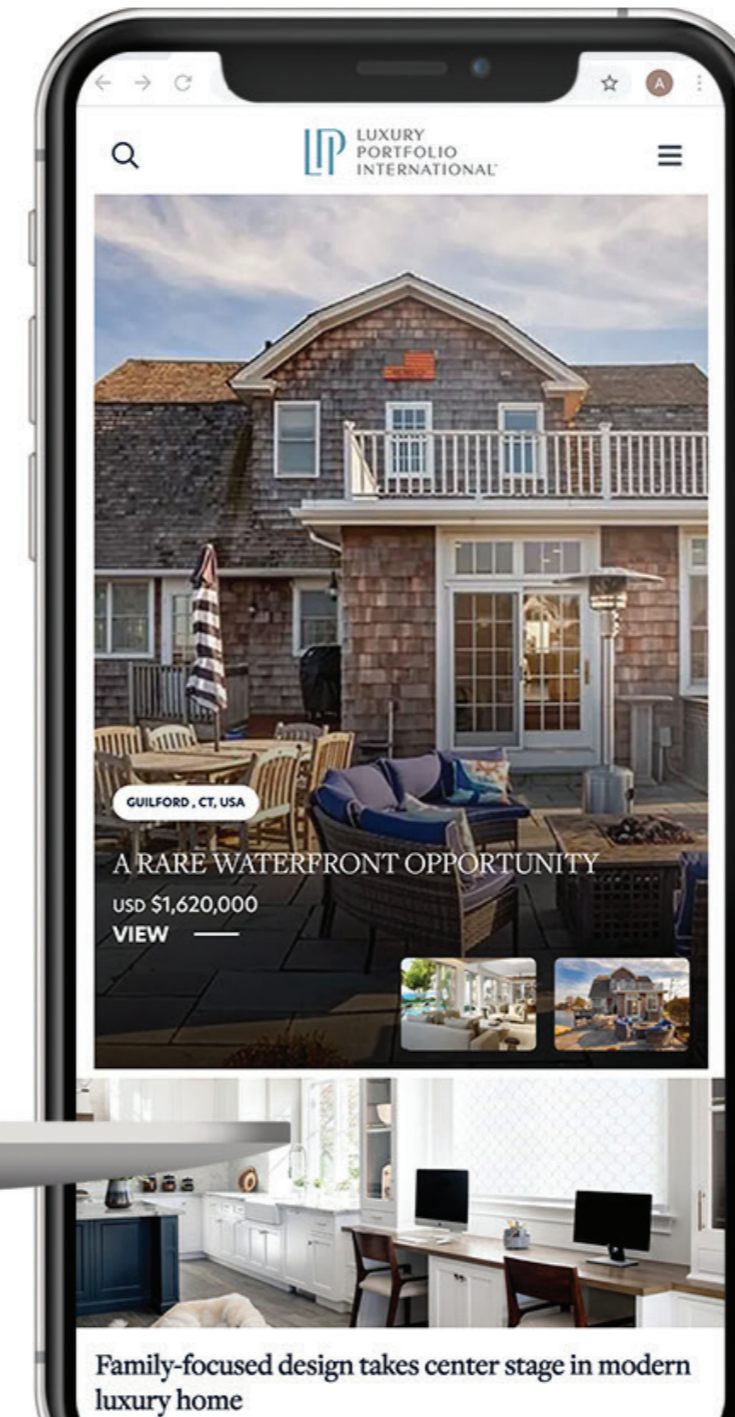 A
LUXURY
PORTFOLIO
INTERNATIONAL
GUILFORD , CT, USA
A RARE WATERFRONT OPPORTUNITY
USD $1,620,000
VIEW
Family-focused design takes center stage in modern
luxury home